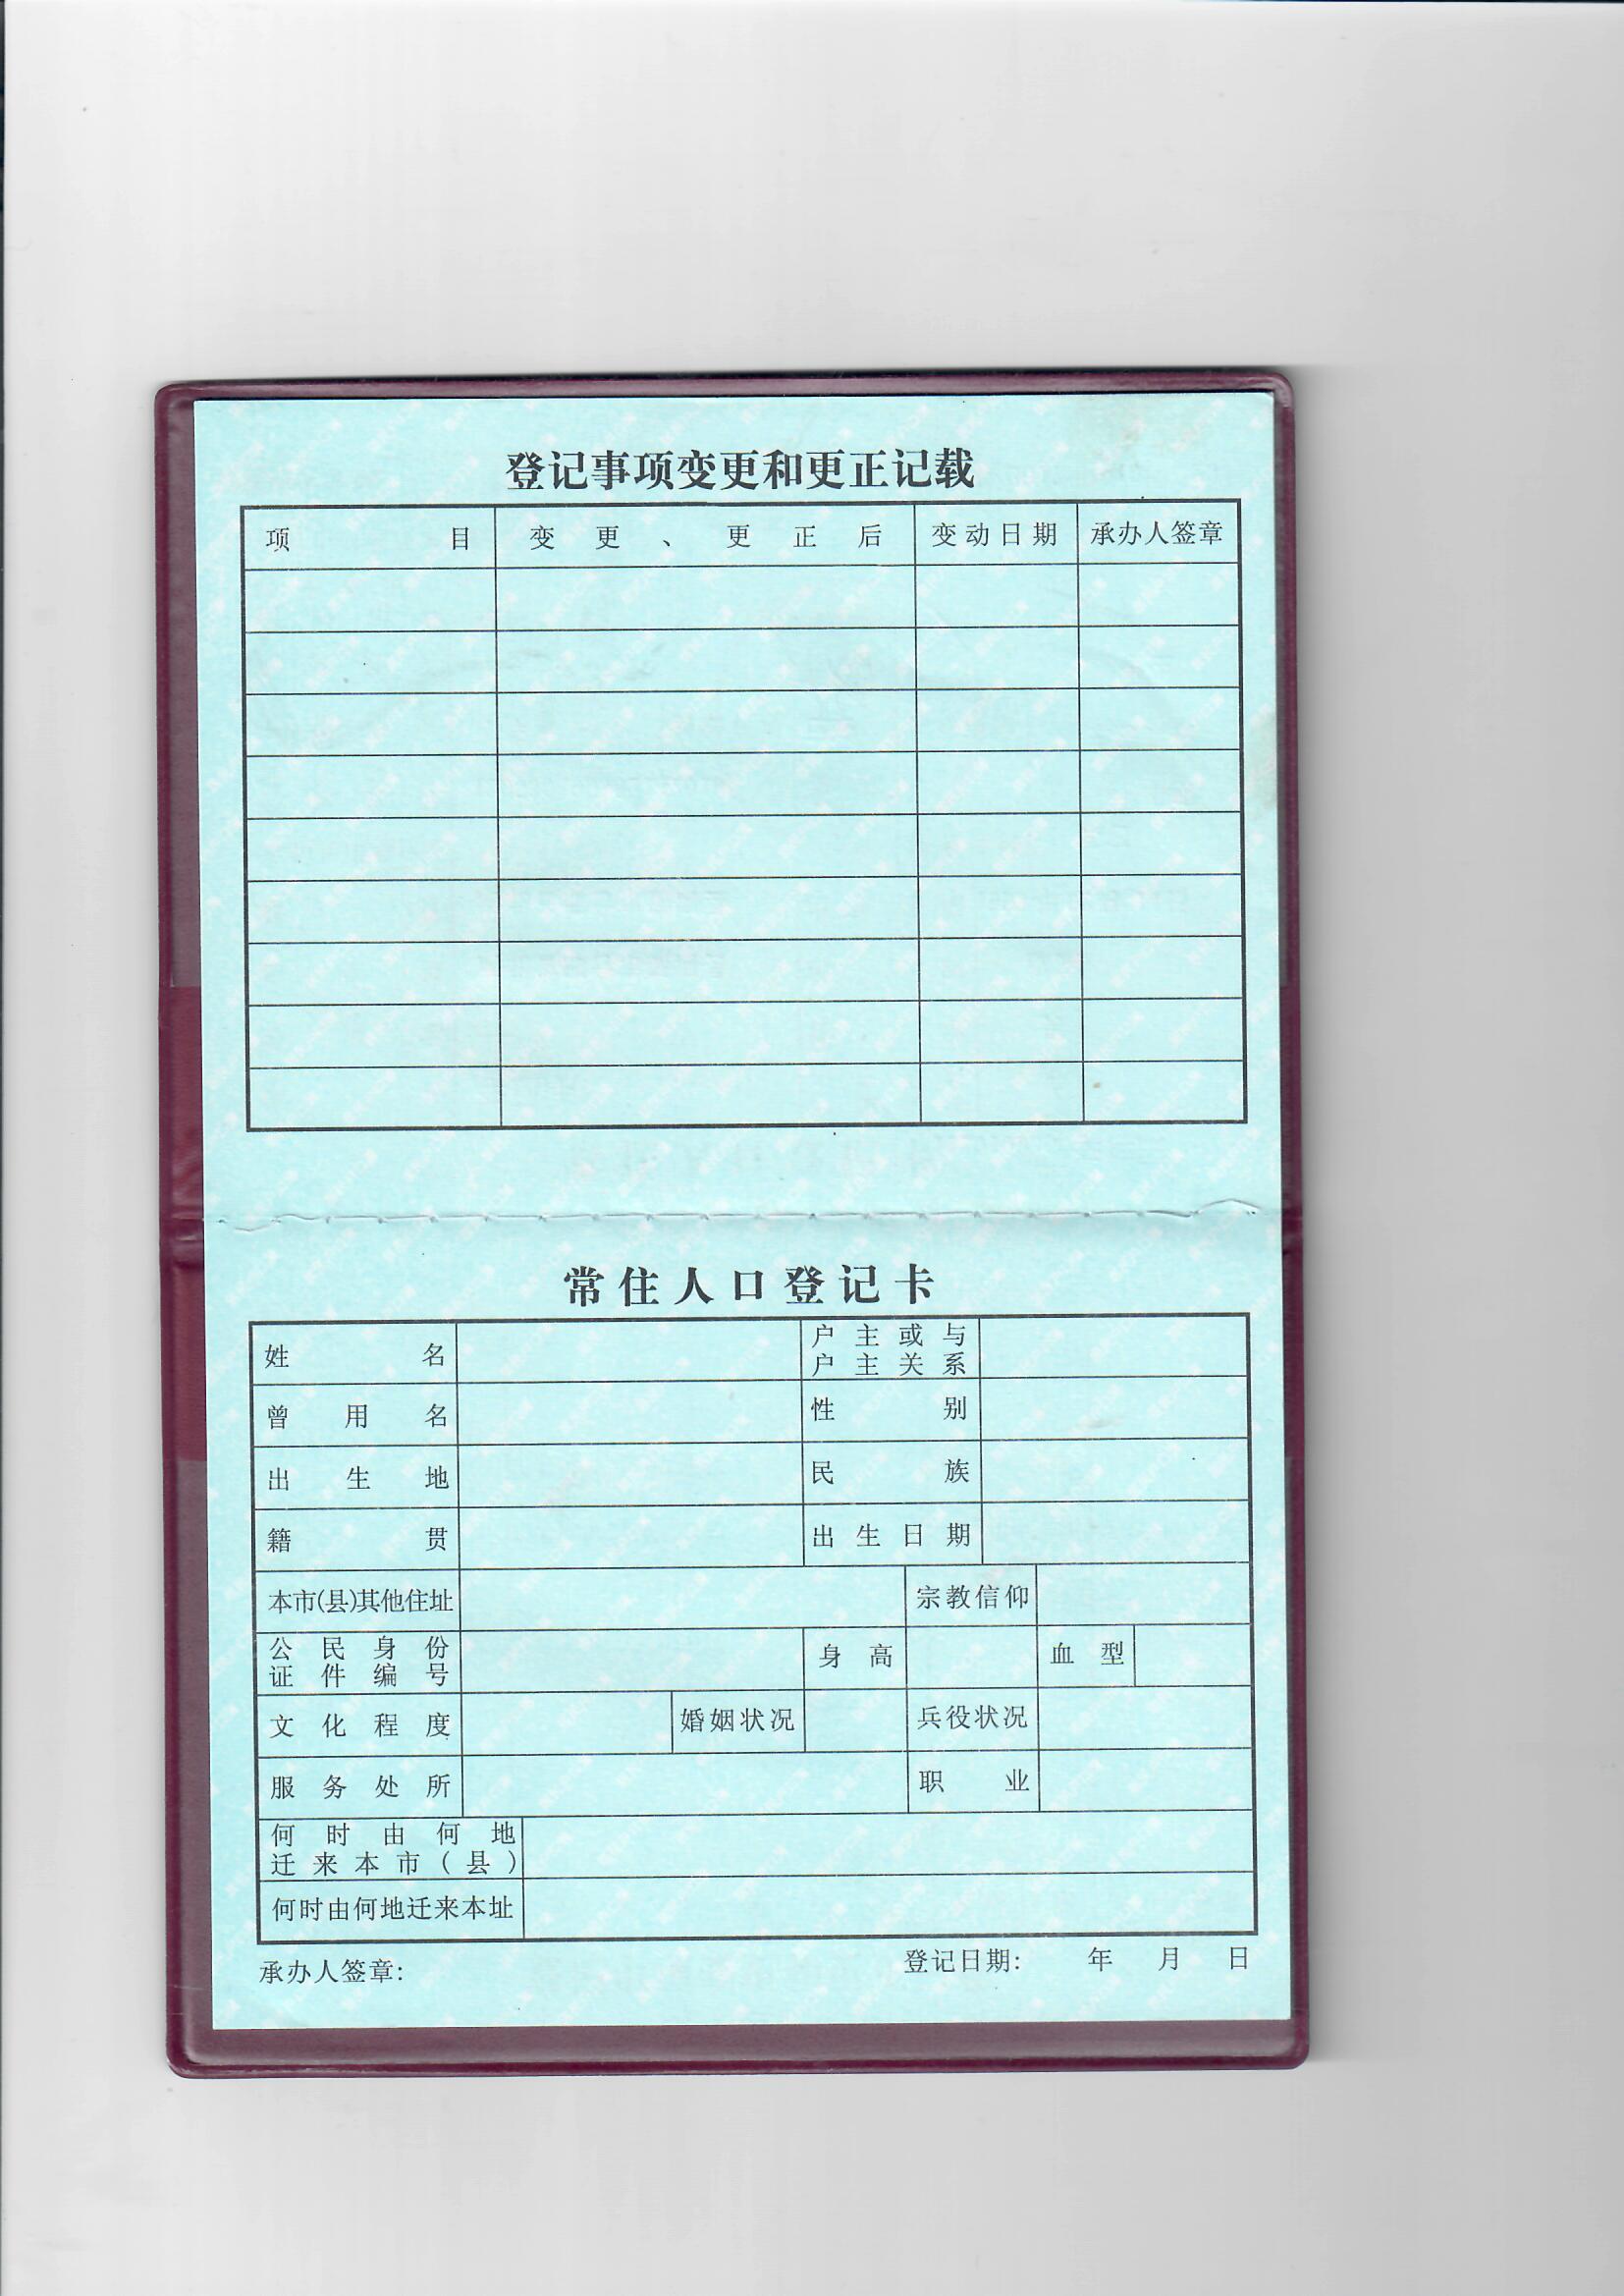 登记事项变更和更正记载
项目 变更、更正后 变动日期 承办人签章
常住人口登记卡
姓名 户主或与户主关系
曾用名 性别
出生地 民族
籍贯 出生日期
本市(县)其他住址 宗教信仰
公民身份证件编号 身高 血型
文化程度 婚姻状况 兵役状况
服务处所 职业
何时由何地迁来本市(县)
何时由何地迁来本址
承办人签章: 登记日期: 年 月 日